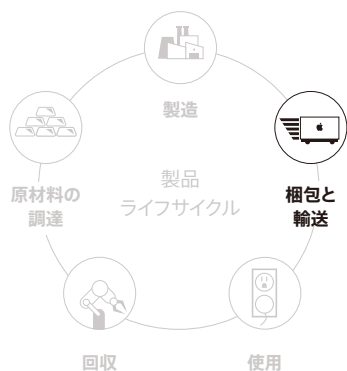 製造
原材料の
調達
製品
ライフサイクル
梱包と
輸送
回収
使用